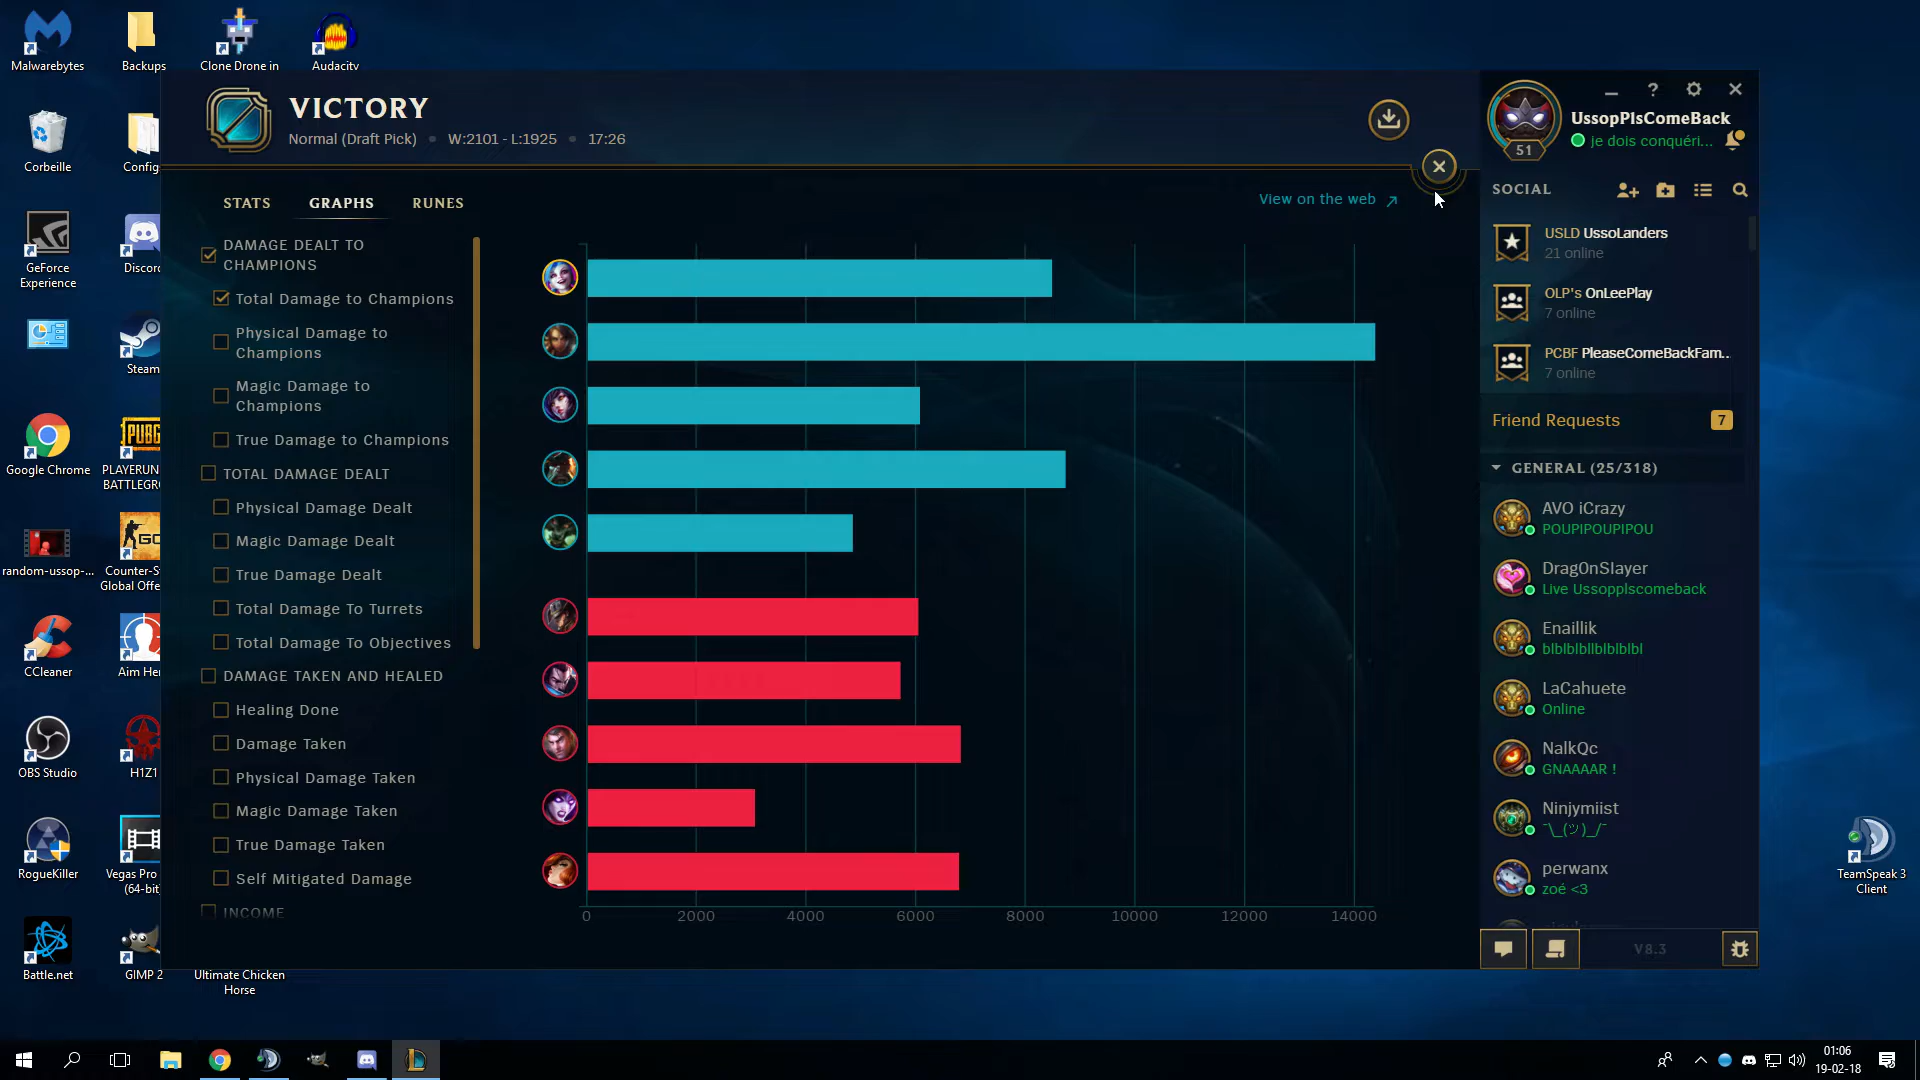 Malwarebytes
Backups
Clone Drone in
Audacity
Corbeille
Config
GeForce
Experience
Discord
Steam
Google Chrome
PLAYERUN
BATTLEGR
random-ussop-...
Counter-St
Global Offe
CCleaner
Aim He
OBS Studio
H1Z1
RogueKiller
Vegas Pro
(64-bit)
Battle.net
GIMP 2
Ultimate Chicken
Horse
VICTORY
Normal (Draft Pick) • W:2101 - L:1925 • 17:26
STATS
GRAPHS
RUNES
View on the web
DAMAGE DEALT TO
CHAMPIONS
Total Damage to Champions
Physical Damage to
Champions
Magic Damage to
Champions
True Damage to Champions
TOTAL DAMAGE DEALT
Physical Damage Dealt
Magic Damage Dealt
True Damage Dealt
Total Damage To Turrets
Total Damage To Objectives
DAMAGE TAKEN AND HEALED
Healing Done
Damage Taken
Physical Damage Taken
Magic Damage Taken
True Damage Taken
Self Mitigated Damage
INCOME
0 2000 4000 6000 8000 10000 12000 14000
UssopPlsComeBack
je dois conquéri...
51
SOCIAL
USLD UssoLanders
21 online
OLP's OnLeePlay
7 online
PCBF PleaseComeBackFam...
7 online
Friend Requests 7
GENERAL (25/318)
AVO iCrazy
POUPIPOUPIPOU
Drag0nSlayer
Live Ussopplscomeback
Enaillik
blblblbllblblblbl
LaCahuete
Online
NalkQc
GNAAAAR !
Ninjymiist
¯\_(ツ)_/¯
perwanx
zoé <3
V8.3
TeamSpeak 3
Client
01:06
19-02-18